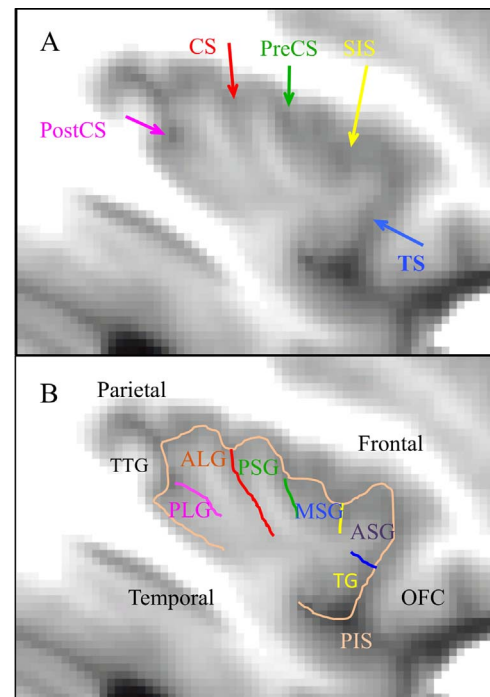 A
CS
PreCS
SIS
PostCS
TS
B
Parietal
Frontal
TTG
ALG
PSG
PLG
MSG
ASG
TG
Temporal
OFC
PIS